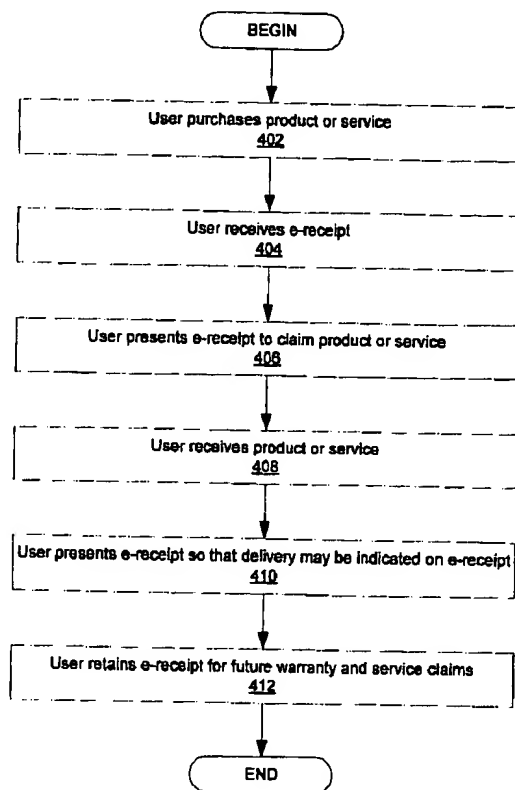 BEGIN
User purchases product or service
402
User receives e-receipt
404
User presents e-receipt to claim product or service
406
User receives product or service
408
User presents e-receipt so that delivery may be indicated on e-receipt
410
User retains e-receipt for future warranty and service claims
412
END